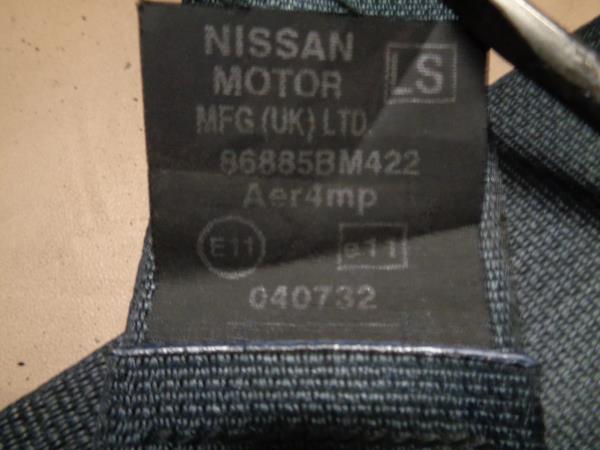 NISSAN
MOTOR LS
MFG (UK) LTD.
86885BM422
Aer4mp
E11 e11
040732